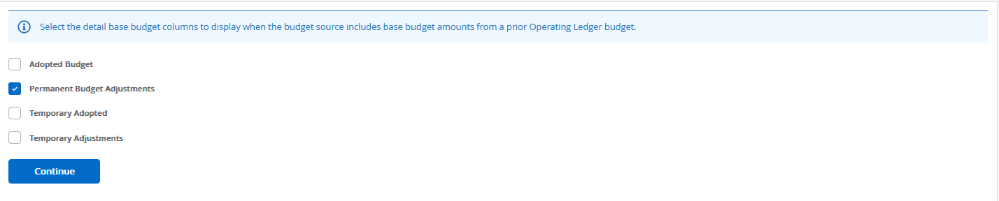 Select the detail base budget columns to display when the budget source includes base budget amounts from a prior Operating Ledger budget.
Adopted Budget
Permanent Budget Adjustments
Temporary Adopted
Temporary Adjustments
Continue